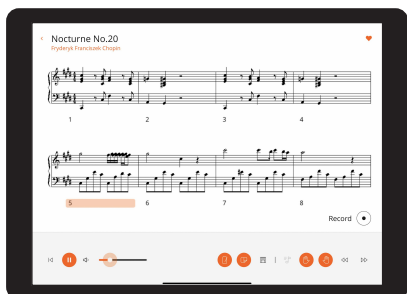 Nocturne No.20
Fryderyk Franciszek Chopin
1 2 3 4
5 6 7 8
Record